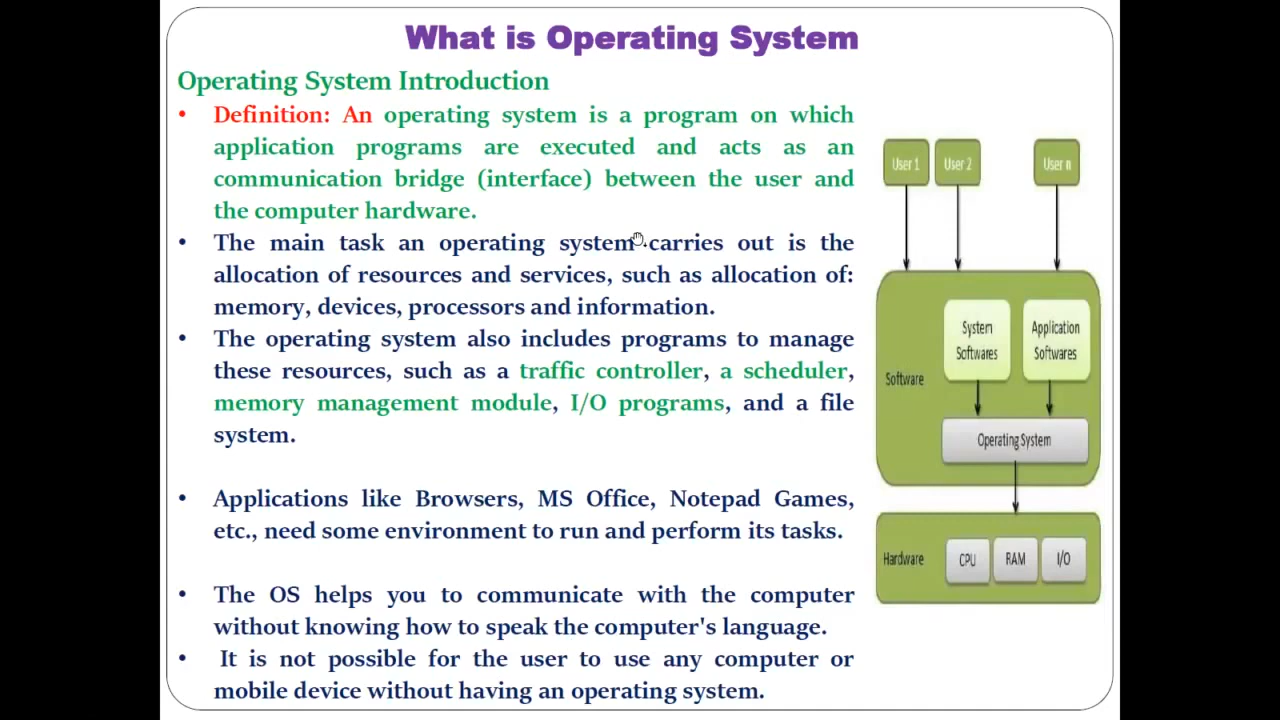 What is Operating System
Operating System Introduction
• Definition: An operating system is a program on which
application programs are executed and acts as an
communication bridge (interface) between the user and
the computer hardware.
• The main task an operating system carries out is the
allocation of resources and services, such as allocation of:
memory, devices, processors and information.
• The operating system also includes programs to manage
these resources, such as a traffic controller, a scheduler,
memory management module, I/O programs, and a file
system.
• Applications like Browsers, MS Office, Notepad Games,
etc., need some environment to run and perform its tasks.
• The OS helps you to communicate with the computer
without knowing how to speak the computer's language.
• It is not possible for the user to use any computer or
mobile device without having an operating system.
User 1 User 2 User n
System
Softwares
Application
Softwares
Software
Operating System
Hardware
CPU RAM I/O